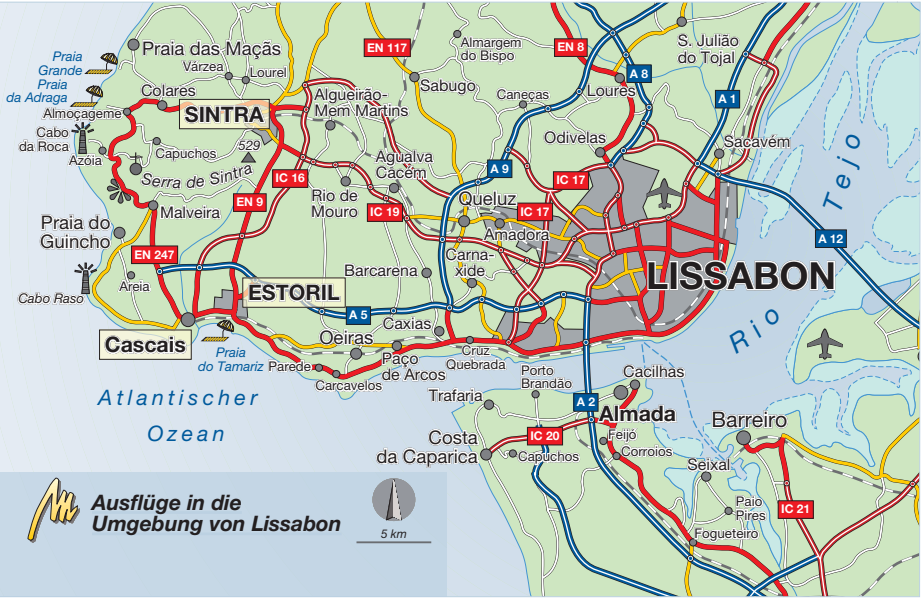 Praia das Maçãs
Praia
Grande
Praia
da Adraga
Várzea
Lourel
Colares
Almoçageme
SINTRA
Cabo
da Roca
Azóia
Capuchos
529
Serra de Sintra
Malveira
Praia do
Guincho
EN 247
Cabo Raso
Areia
ESTORIL
Cascais
Praia
do Tamariz
EN 9
IC 16
EN 117
Almargem
do Bispo
Sabugo
Algueirão-
Mem Martins
Caneças
EN 8
A 8
Loures
S. Julião
do Tojal
A 1
Odivelas
Sacavém
Agualva
Cácem
Rio de
Mouro
IC 19
A 9
IC 17
IC 17
Queluz
Amadora
Carna-
xide
Barcarena
A 5
Caxias
Oeiras
Paço
de Arcos
Parede
Carcavelos
Cruz
Quebrada
LISSABON
A 12
Rio Tejo
Atlantischer
Ozean
Porto
Brandão
Trafaria
Cacilhas
A 2
Almada
IC 20
Costa
da Caparica
Capuchos
Feijó
Corroios
Barreiro
Seixal
Paio
Pires
Fogueteiro
IC 21
Ausflüge in die
Umgebung von Lissabon
5 km